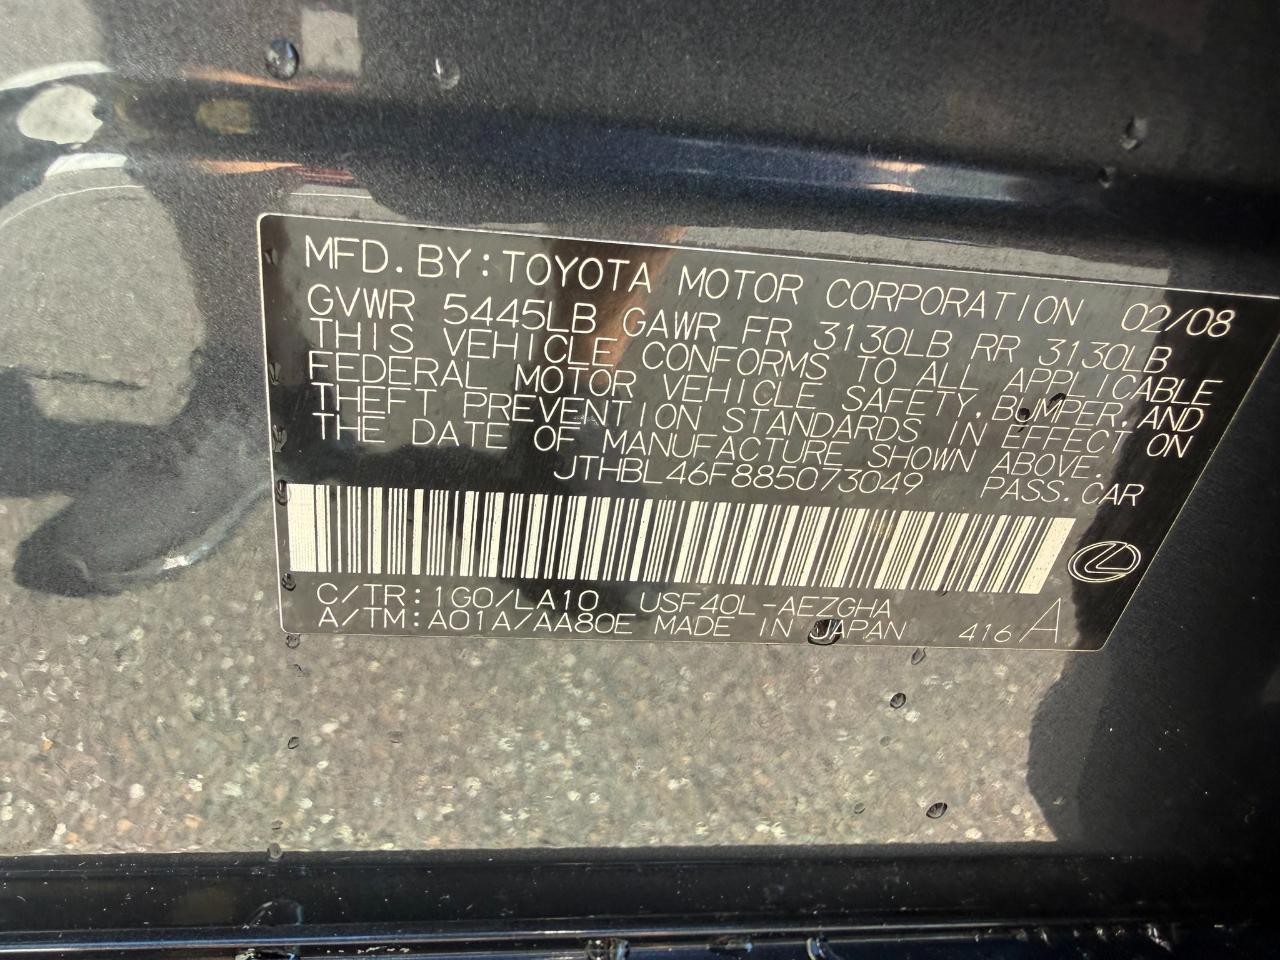 MFD. BY: TOYOTA MOTOR CORPORATION 02/08
GVWR 5445LB GAWR FR 3130LB RR 3130LB
THIS VEHICLE CONFORMS TO ALL APPLICABLE
FEDERAL MOTOR VEHICLE SAFETY, BUMPER, AND
THEFT PREVENTION STANDARDS IN EFFECT ON
THE DATE OF MANUFACTURE SHOWN ABOVE.
JTHBL46F885073049 PASS. CAR
C/TR: 1G0/LA10 USF40L-AEZGHA
A/TM: A01A/AA80E MADE IN JAPAN 416 A